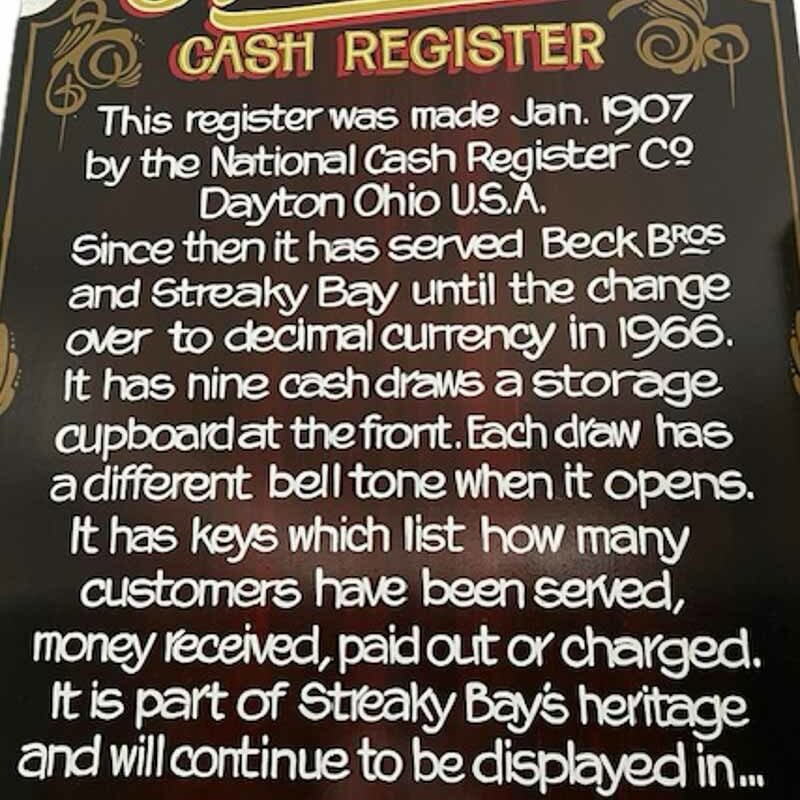 CASH REGISTER
This register was made Jan. 1907
by the National Cash Register Cº
Dayton Ohio U.S.A.
Since then it has served Beck Bros
and Streaky Bay until the change
over to decimal currency in 1966.
It has nine cash draws a storage
cupboard at the front. Each draw has
a different bell tone when it opens.
It has keys which list how many
customers have been served,
money received, paid out or charged.
It is part of Streaky Bay's heritage
and will continue to be displayed in...